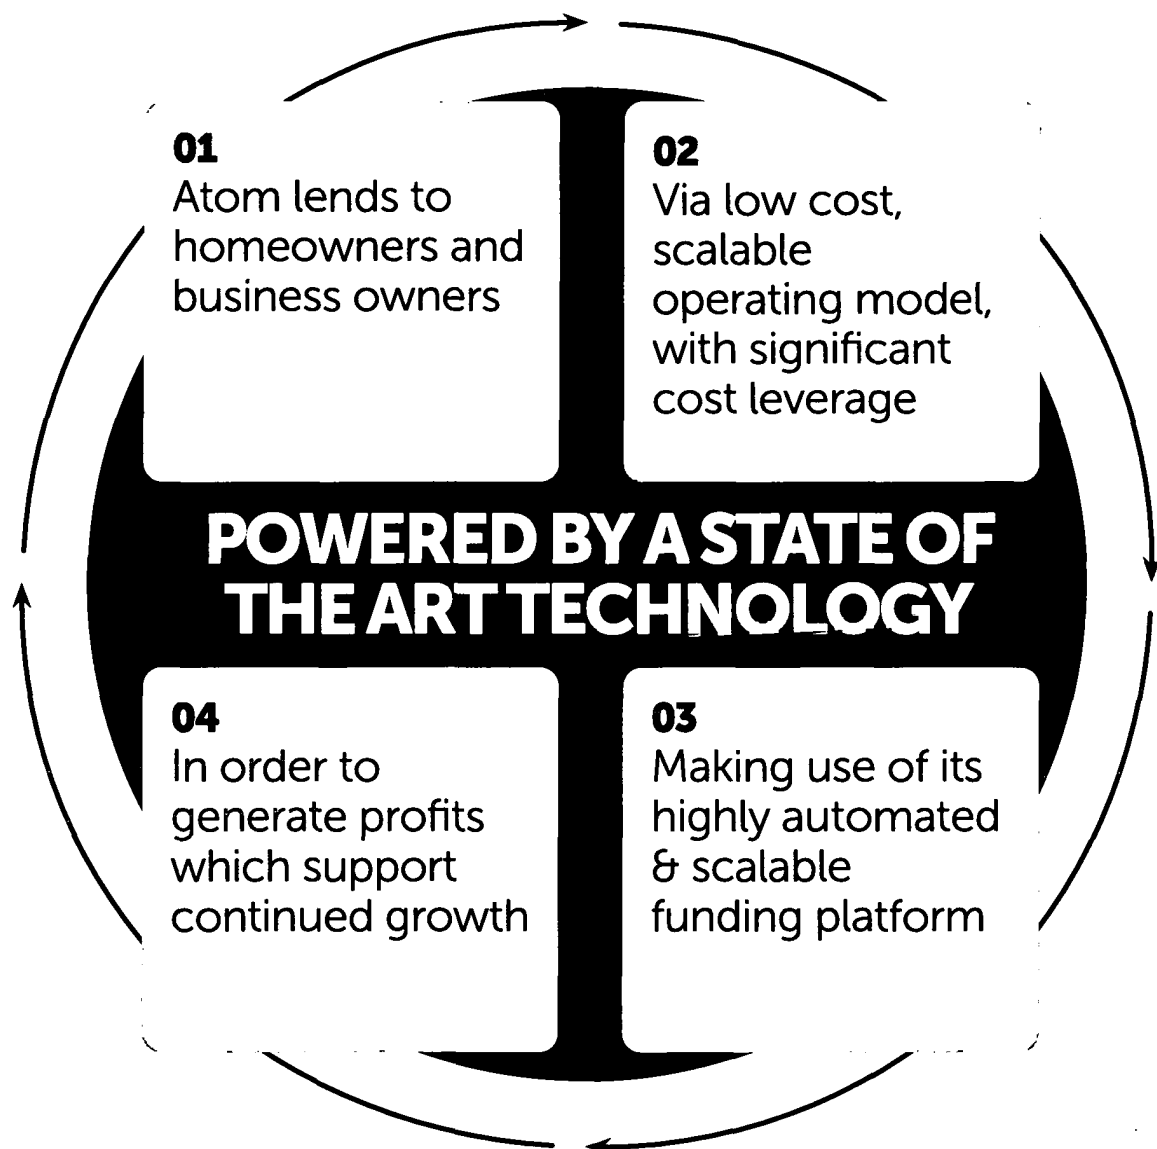 01
Atom lends to
homeowners and
business owners
02
Via low cost,
scalable
operating model,
with significant
cost leverage
POWERED BY A STATE OF
THE ART TECHNOLOGY
04
In order to
generate profits
which support
continued growth
03
Making use of its
highly automated
& scalable
funding platform